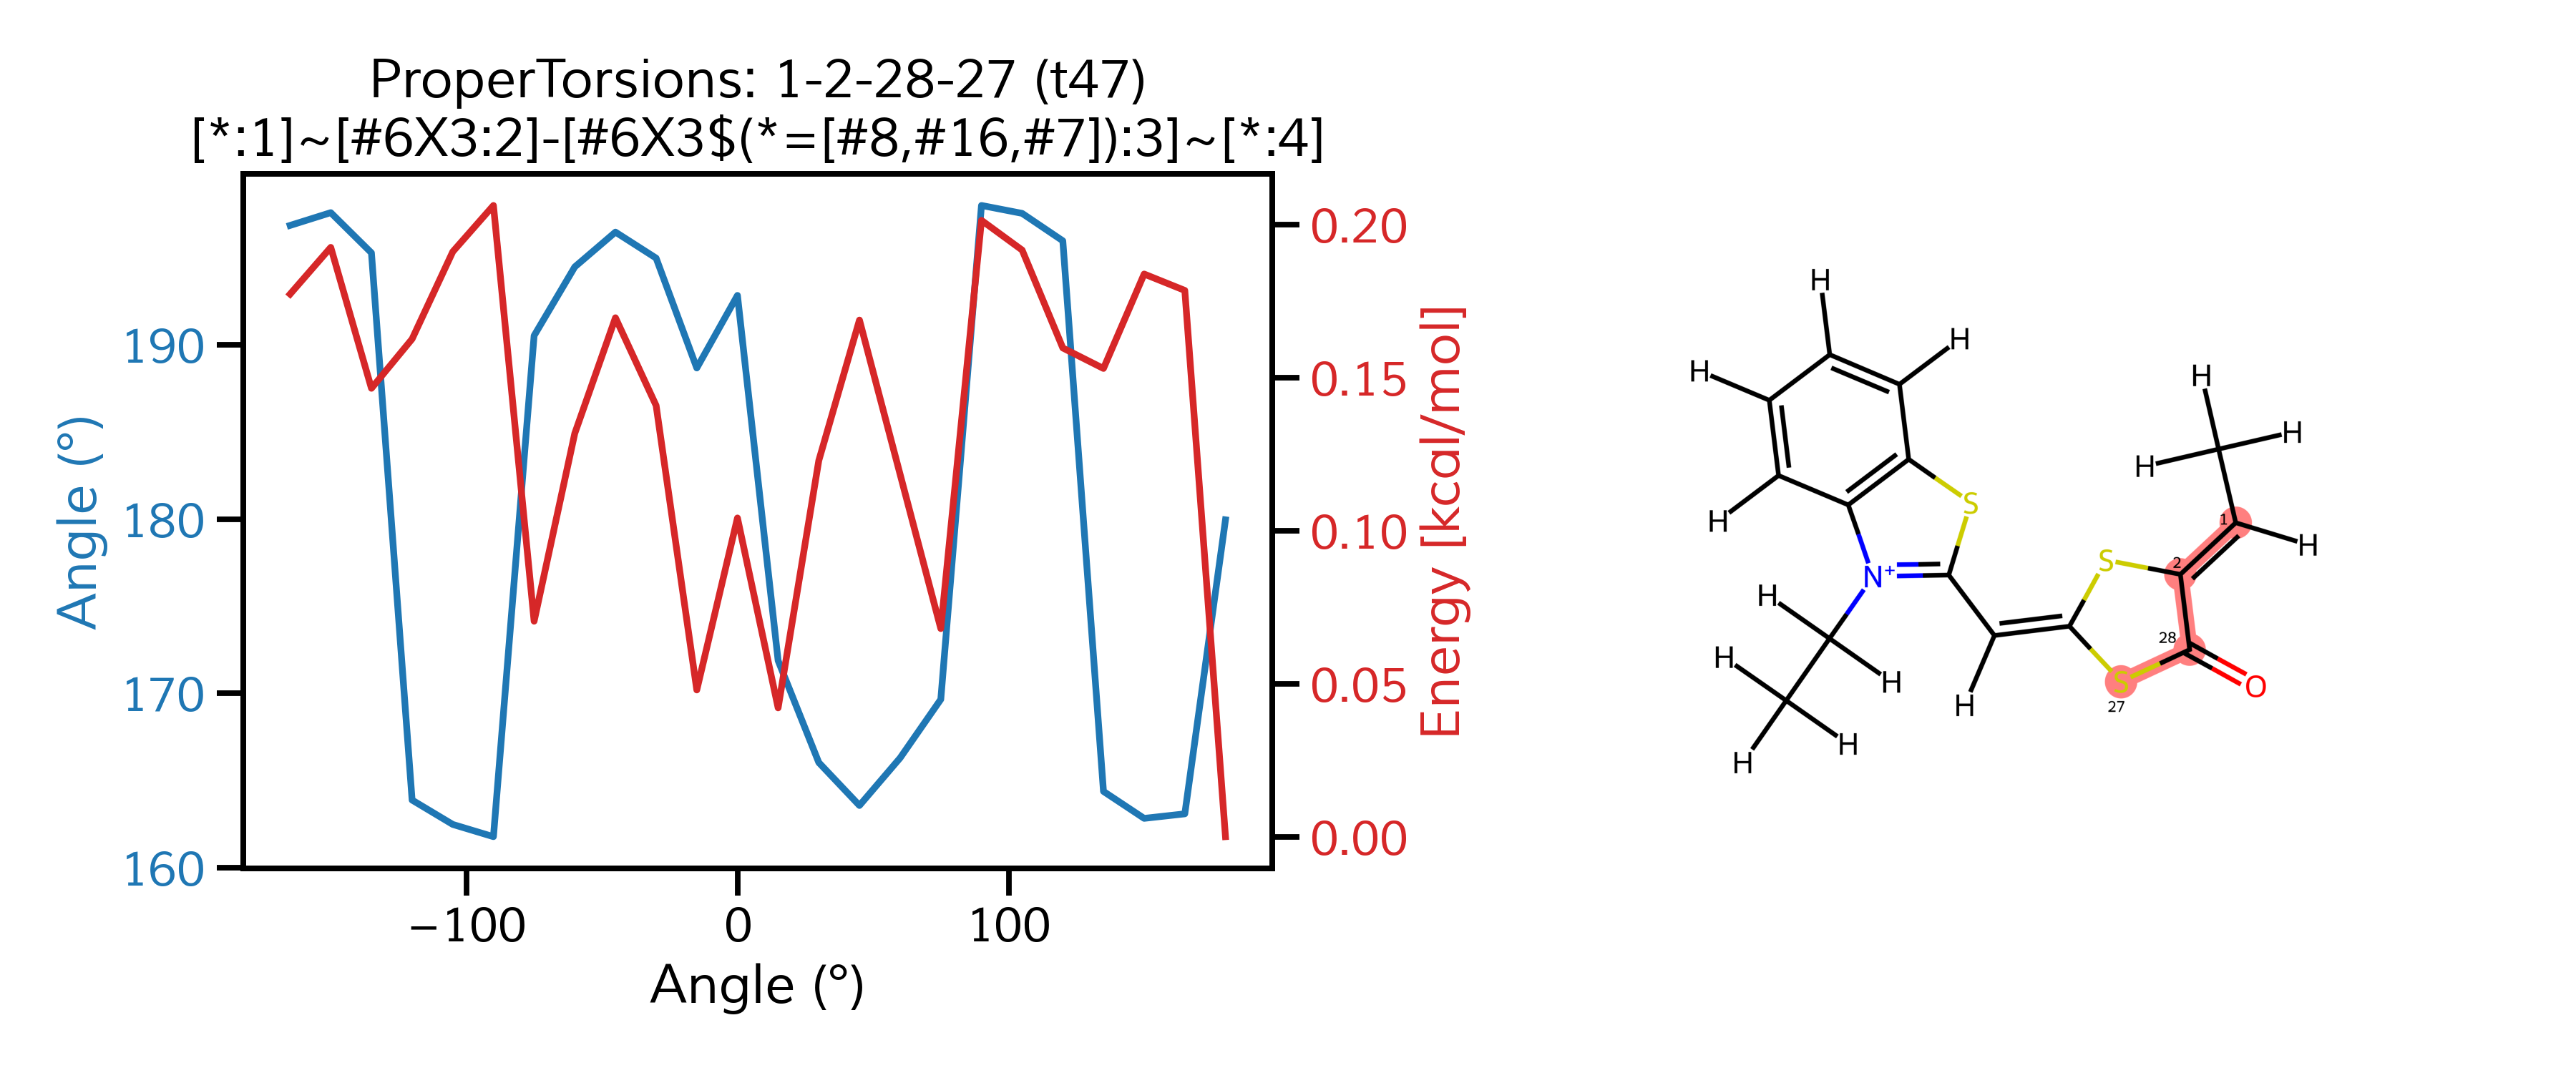 ProperTorsions: 1-2-28-27 (t47)
[*:1]~[#6X3:2]-[#6X3$(*=[#8,#16,#7]):3]~[*:4]
Angle (°)
190
180
170
160
0.20
0.15
0.10
0.05
0.00
Energy [kcal/mol]
−100
0
100
Angle (°)
H
H
H
H
S
N+
H
H
H
H
H
H
H
S
2
1
28
S
27
O
H
H
H
H